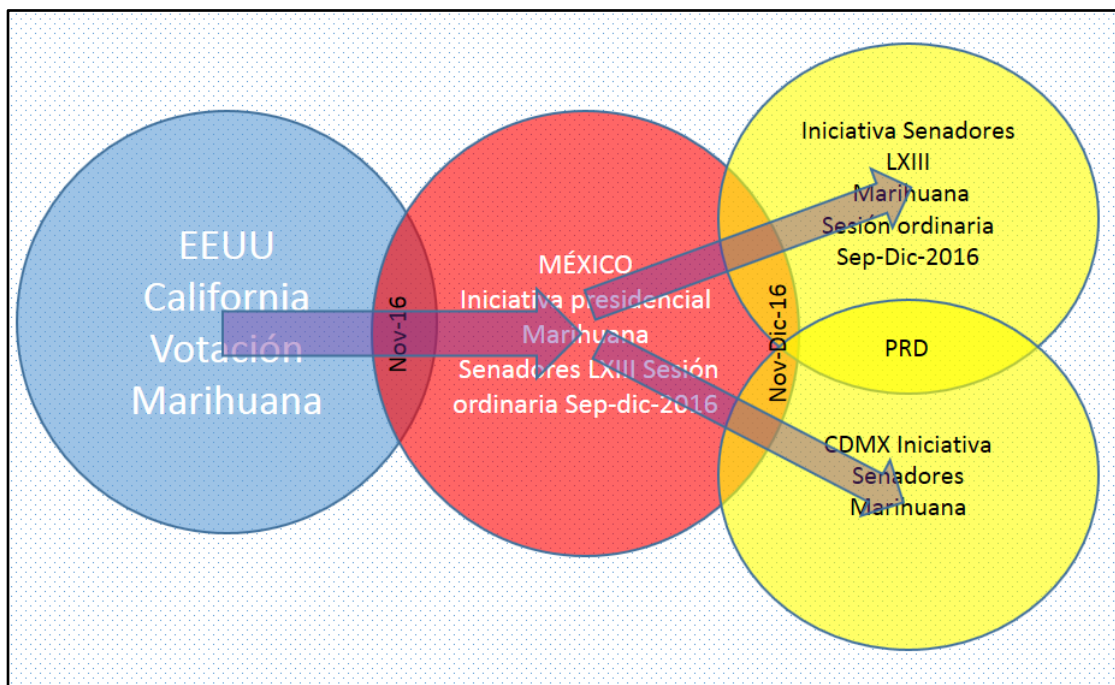 EEUU
California
Votación
Marihuana
Nov-16
MÉXICO
Iniciativa presidencial
Marihuana
Senadores LXIII Sesión
ordinaria Sep-dic-2016
Nov-Dic-16
Iniciativa Senadores
LXIII
Marihuana
Sesión ordinaria
Sep-Dic-2016
PRD
CDMX Iniciativa
Senadores
Marihuana